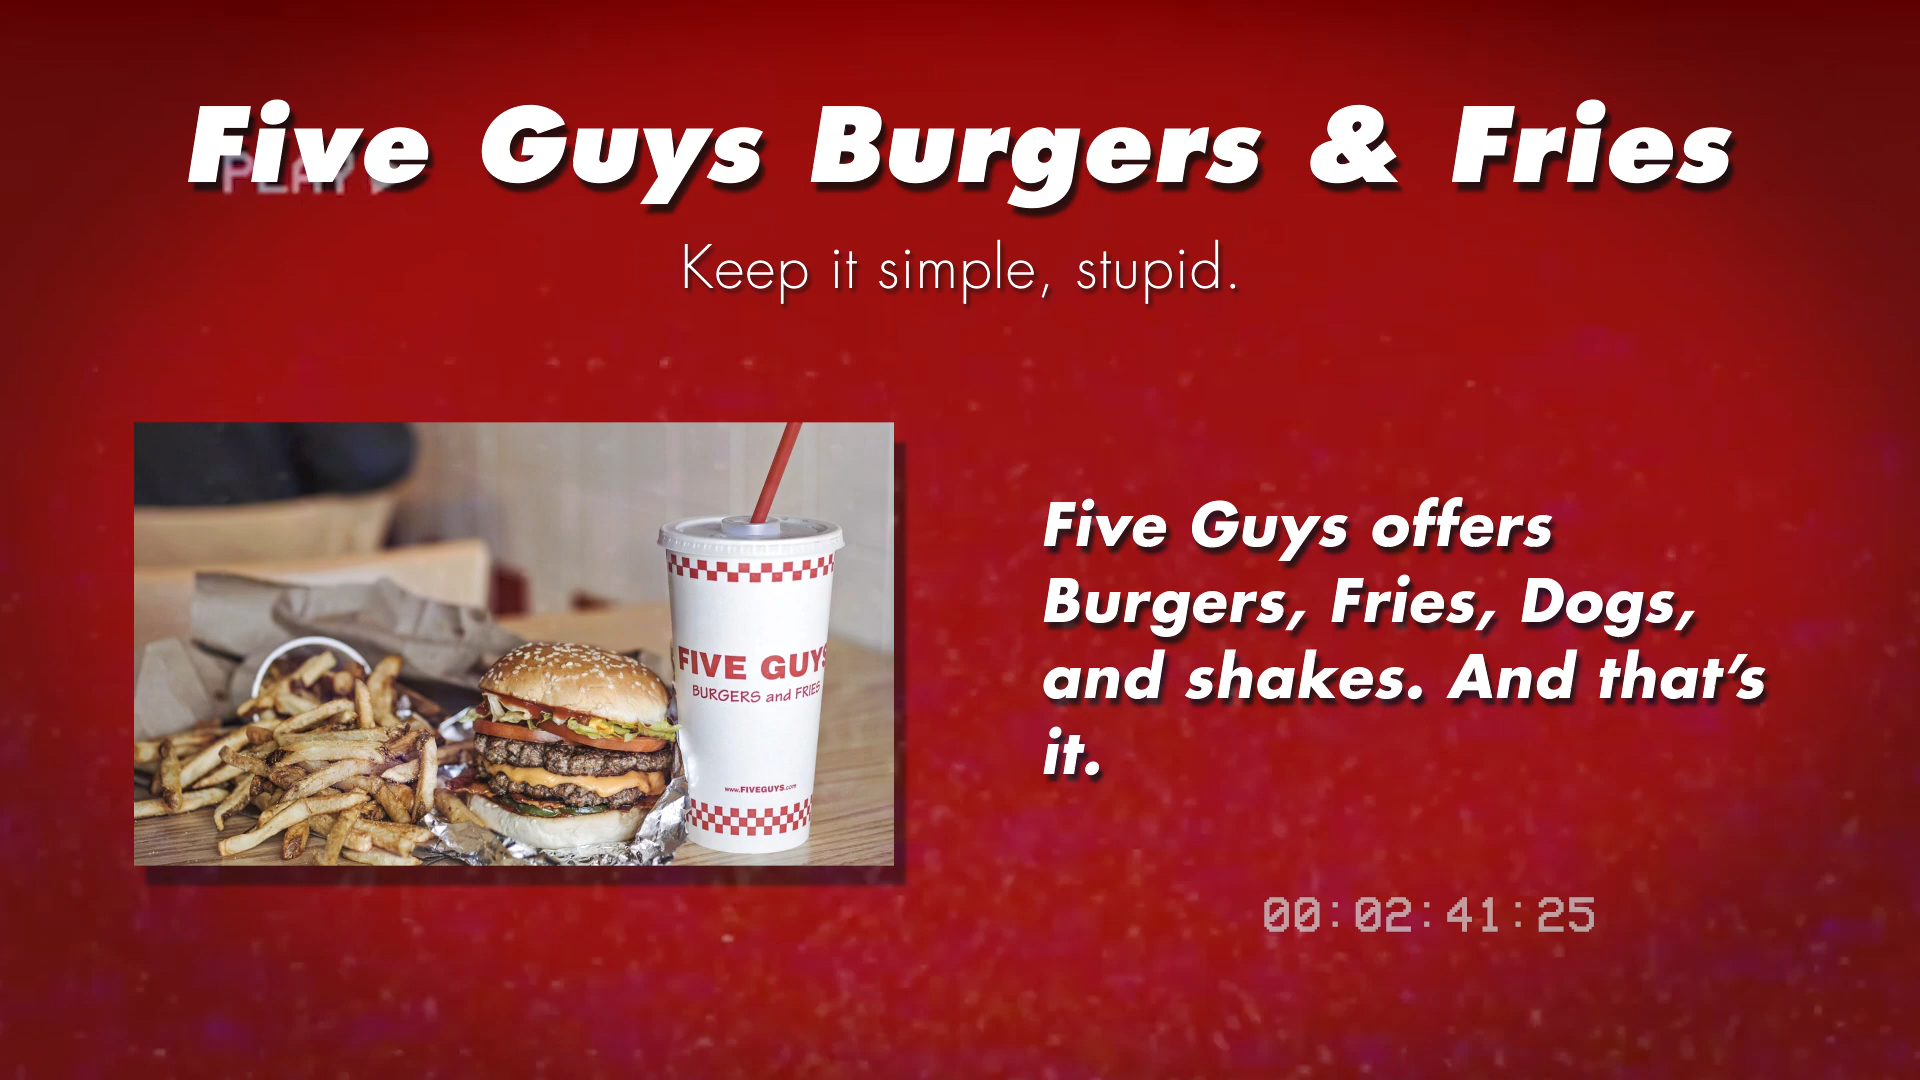 Five Guys Burgers & Fries
PLAY
Keep it simple, stupid.
FIVE GUYS
BURGERS and FRIES
www.FIVEGUYS.com
Five Guys offers
Burgers, Fries, Dogs,
and shakes. And that’s
it.
00:02:41:25